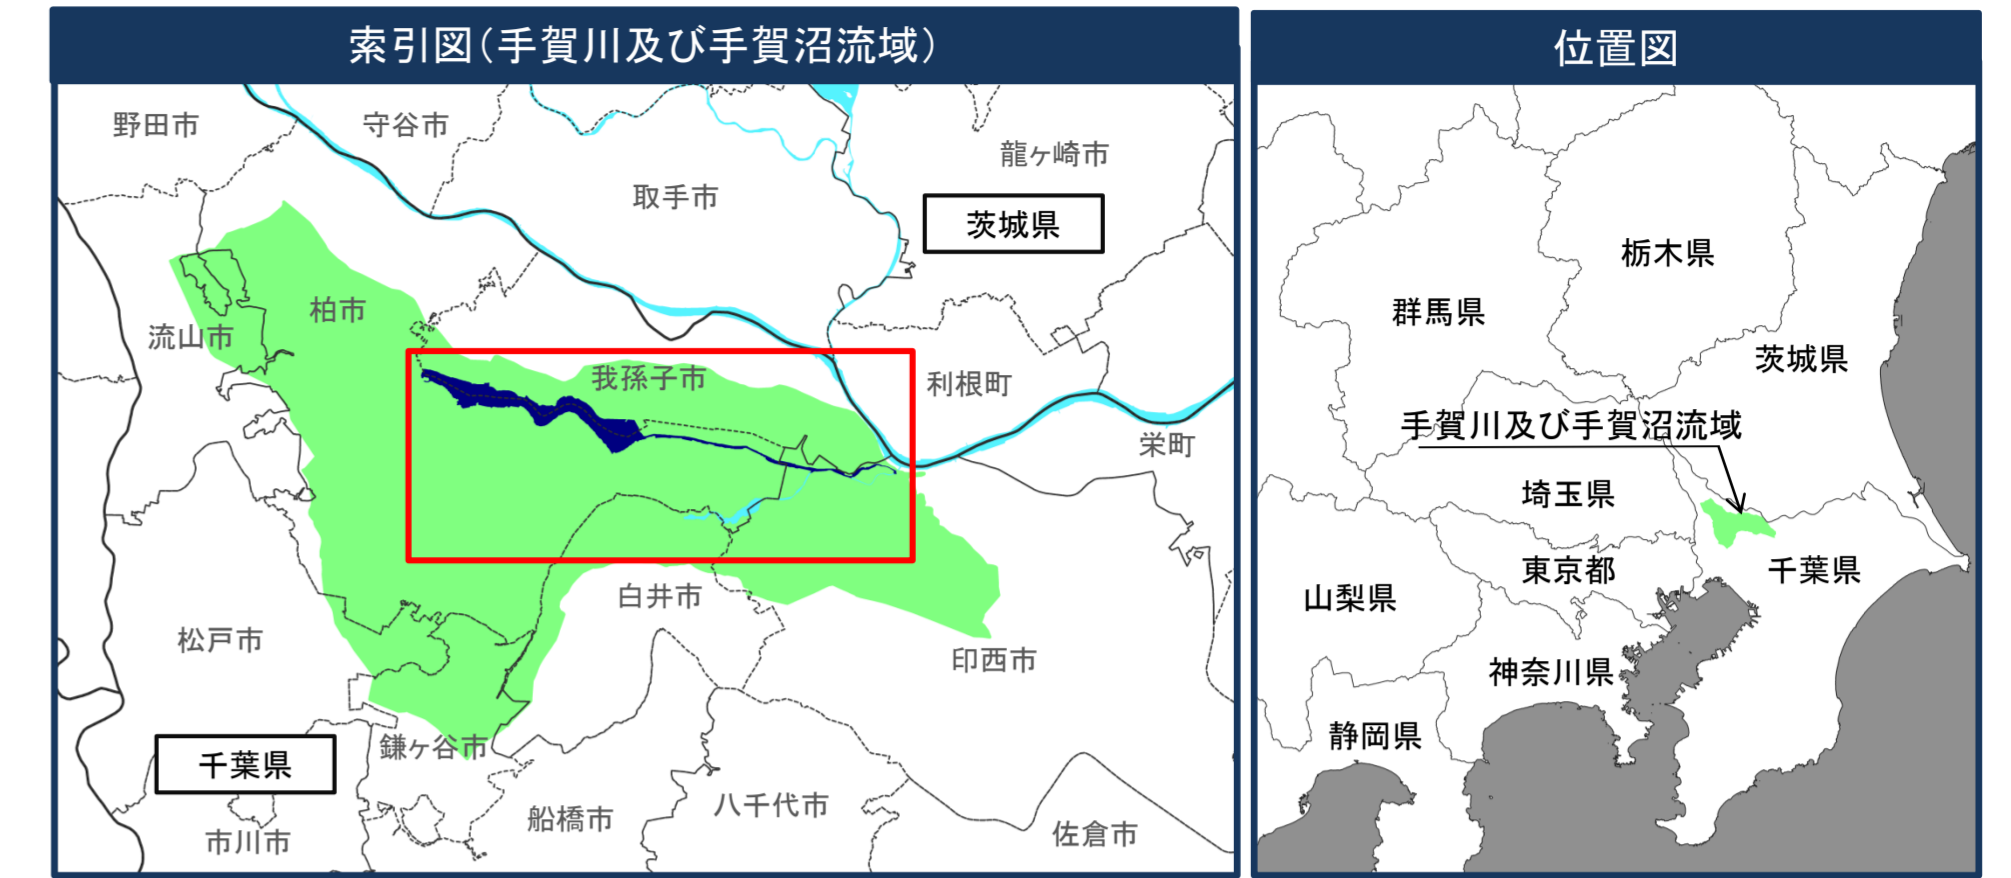 索引図（手賀川及び手賀沼流域）
野田市
守谷市
龍ヶ崎市
取手市
茨城県
柏市
流山市
我孫子市
利根町
栄町
白井市
松戸市
印西市
鎌ヶ谷市
千葉県
船橋市
八千代市
佐倉市
市川市
位置図
栃木県
群馬県
茨城県
手賀川及び手賀沼流域
埼玉県
東京都
千葉県
山梨県
神奈川県
静岡県